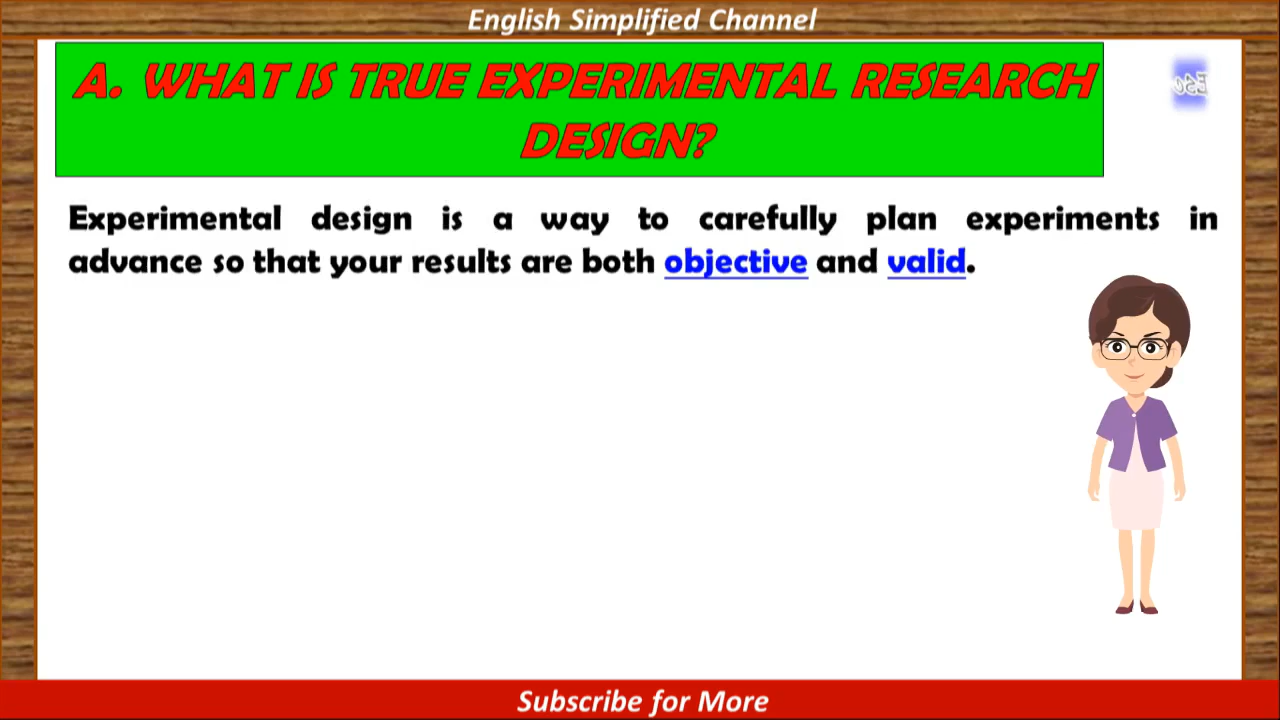 English Simplified Channel
A. WHAT IS TRUE EXPERIMENTAL RESEARCH
DESIGN?
Experimental design is a way to carefully plan experiments in
advance so that your results are both objective and valid.
Subscribe for More